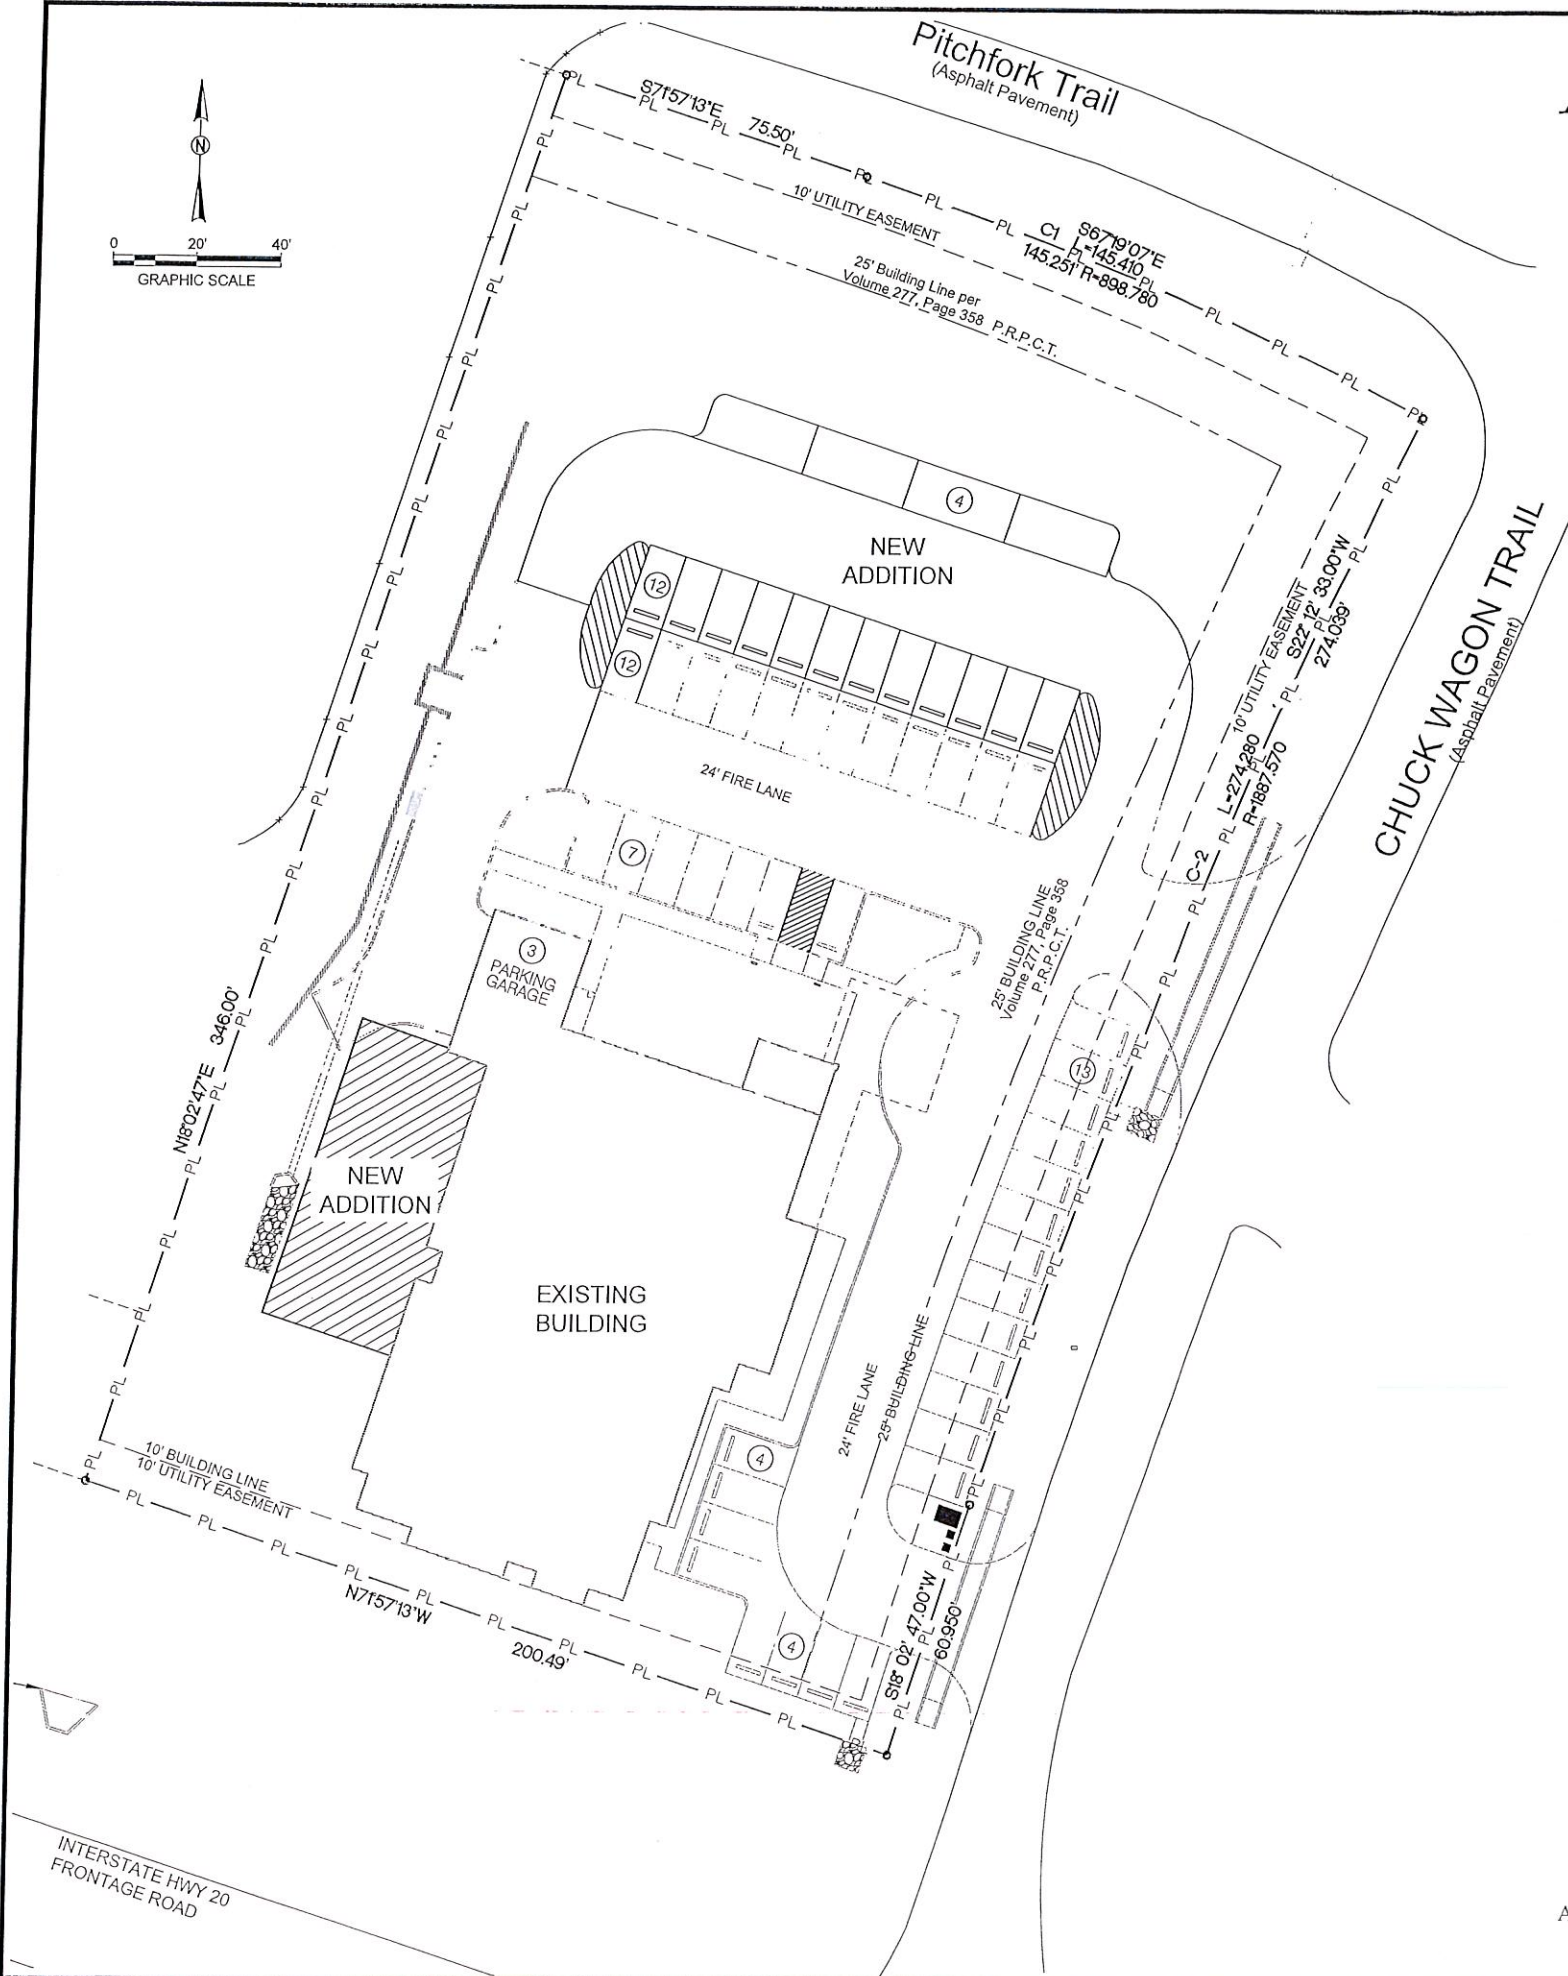 Pitchfork Trail
(Asphalt Pavement)
N
0 20' 40'
GRAPHIC SCALE
S71°57'13"E
75.50'
10' UTILITY EASEMENT
C1
S67°19'07"E
L=145.410
145.251' R=898.780
25' Building Line per
Volume 277, Page 358 P.R.P.C.T.
4
NEW
ADDITION
12
12
24' FIRE LANE
7
3
PARKING
GARAGE
10' UTILITY EASEMENT
S22° 12' 33.00"W
274.039'
C-2
L=274.280
R=1887.570
CHUCK WAGON TRAIL
(Asphalt Pavement)
25' BUILDING LINE
Volume 277, Page 358
P.R.P.C.T.
13
N18°02'47"E 346.00'
NEW
ADDITION
EXISTING
BUILDING
24' FIRE LANE
25' BUILDING LINE
4
4
10' BUILDING LINE
10' UTILITY EASEMENT
N71°57'13"W
200.49'
S18° 02' 47.00"W
60.950'
INTERSTATE HWY 20
FRONTAGE ROAD
PL